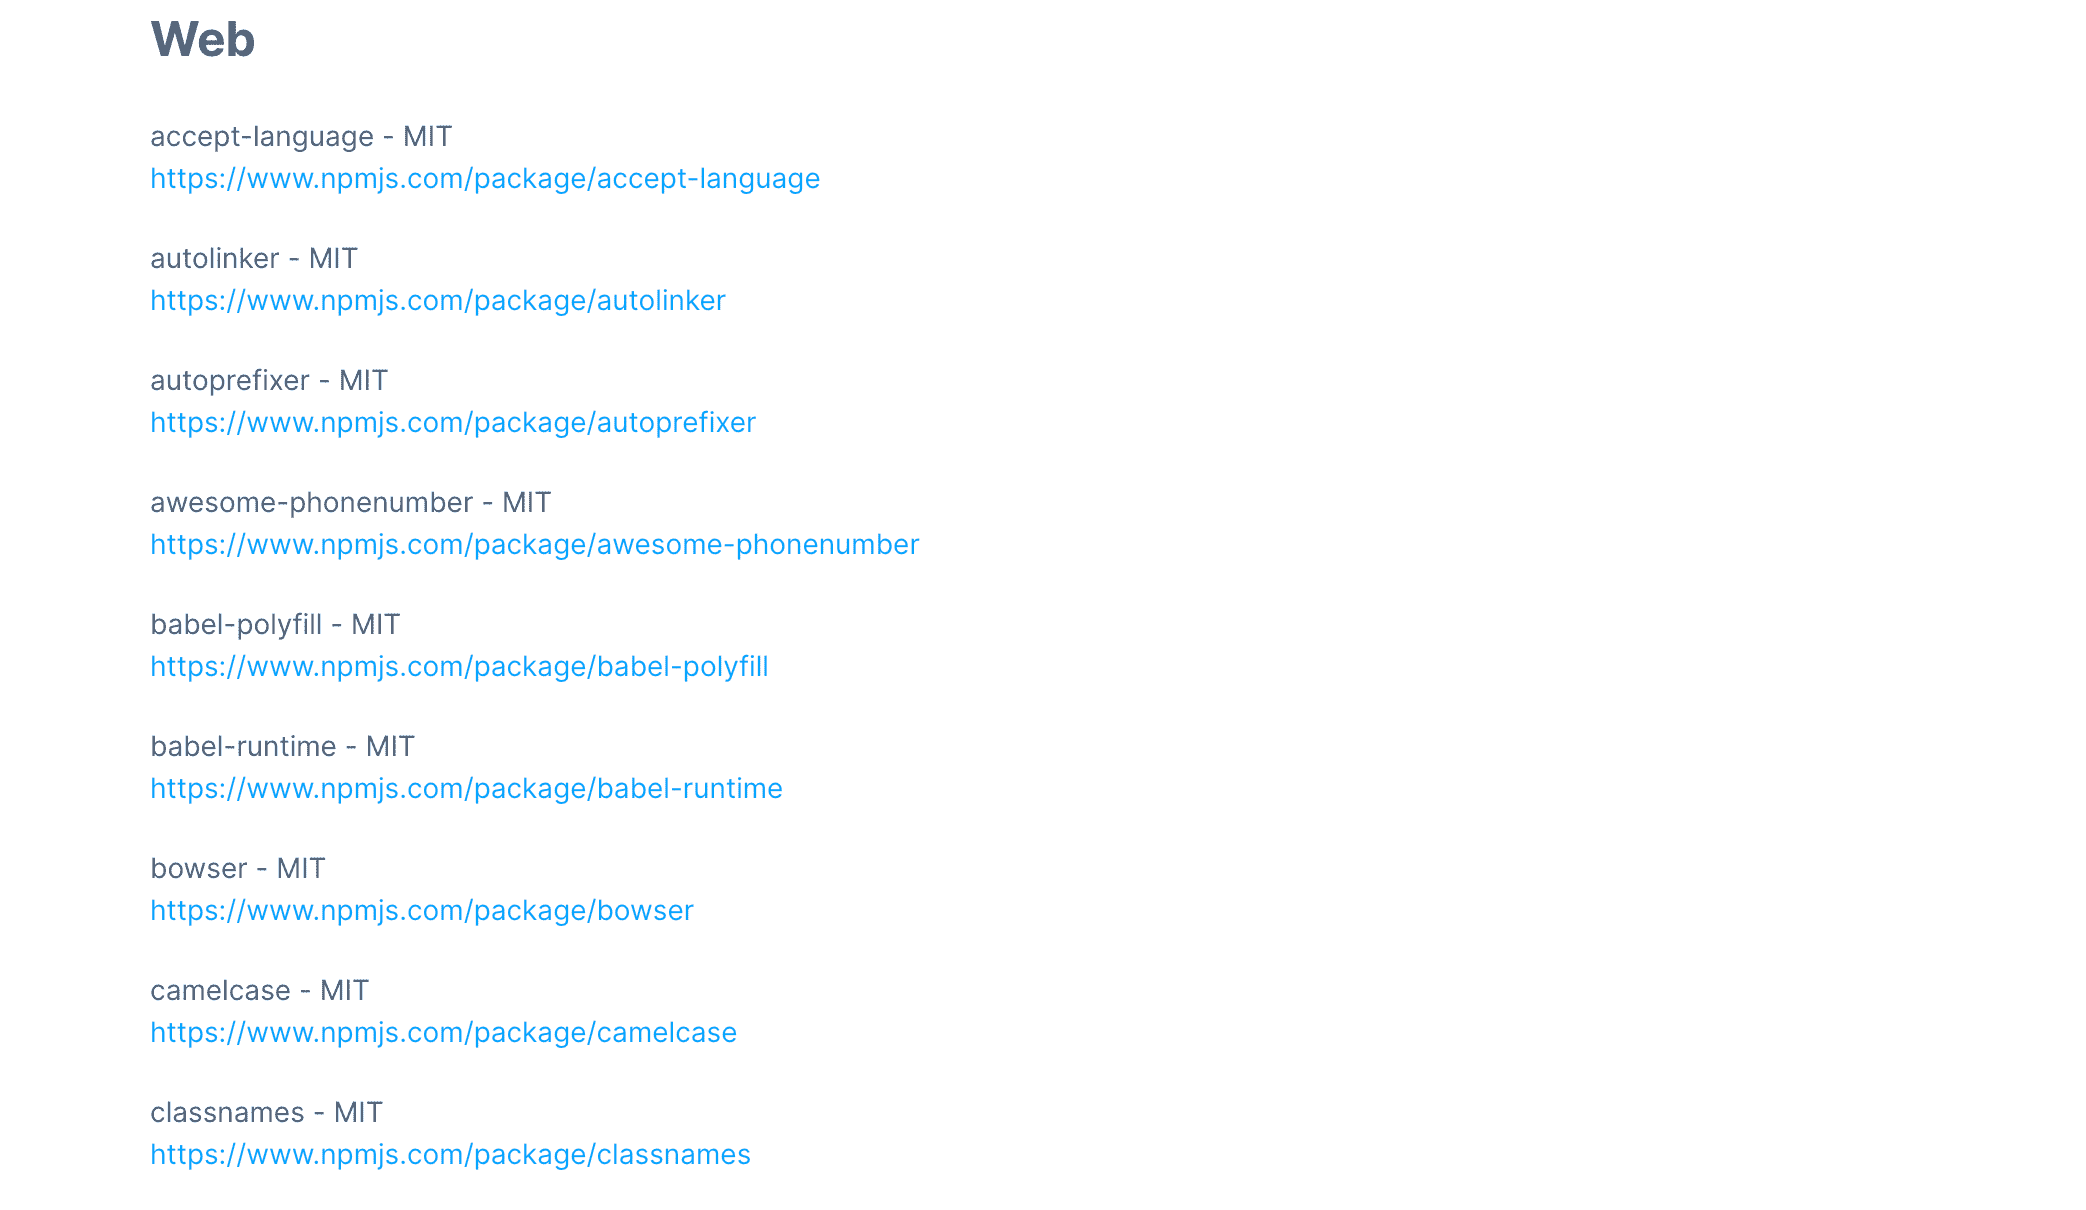 Web
accept-language - MIT
https://www.npmjs.com/package/accept-language
autolinker - MIT
https://www.npmjs.com/package/autolinker
autoprefixer - MIT
https://www.npmjs.com/package/autoprefixer
awesome-phonenumber - MIT
https://www.npmjs.com/package/awesome-phonenumber
babel-polyfill - MIT
https://www.npmjs.com/package/babel-polyfill
babel-runtime - MIT
https://www.npmjs.com/package/babel-runtime
bowser - MIT
https://www.npmjs.com/package/bowser
camelcase - MIT
https://www.npmjs.com/package/camelcase
classnames - MIT
https://www.npmjs.com/package/classnames